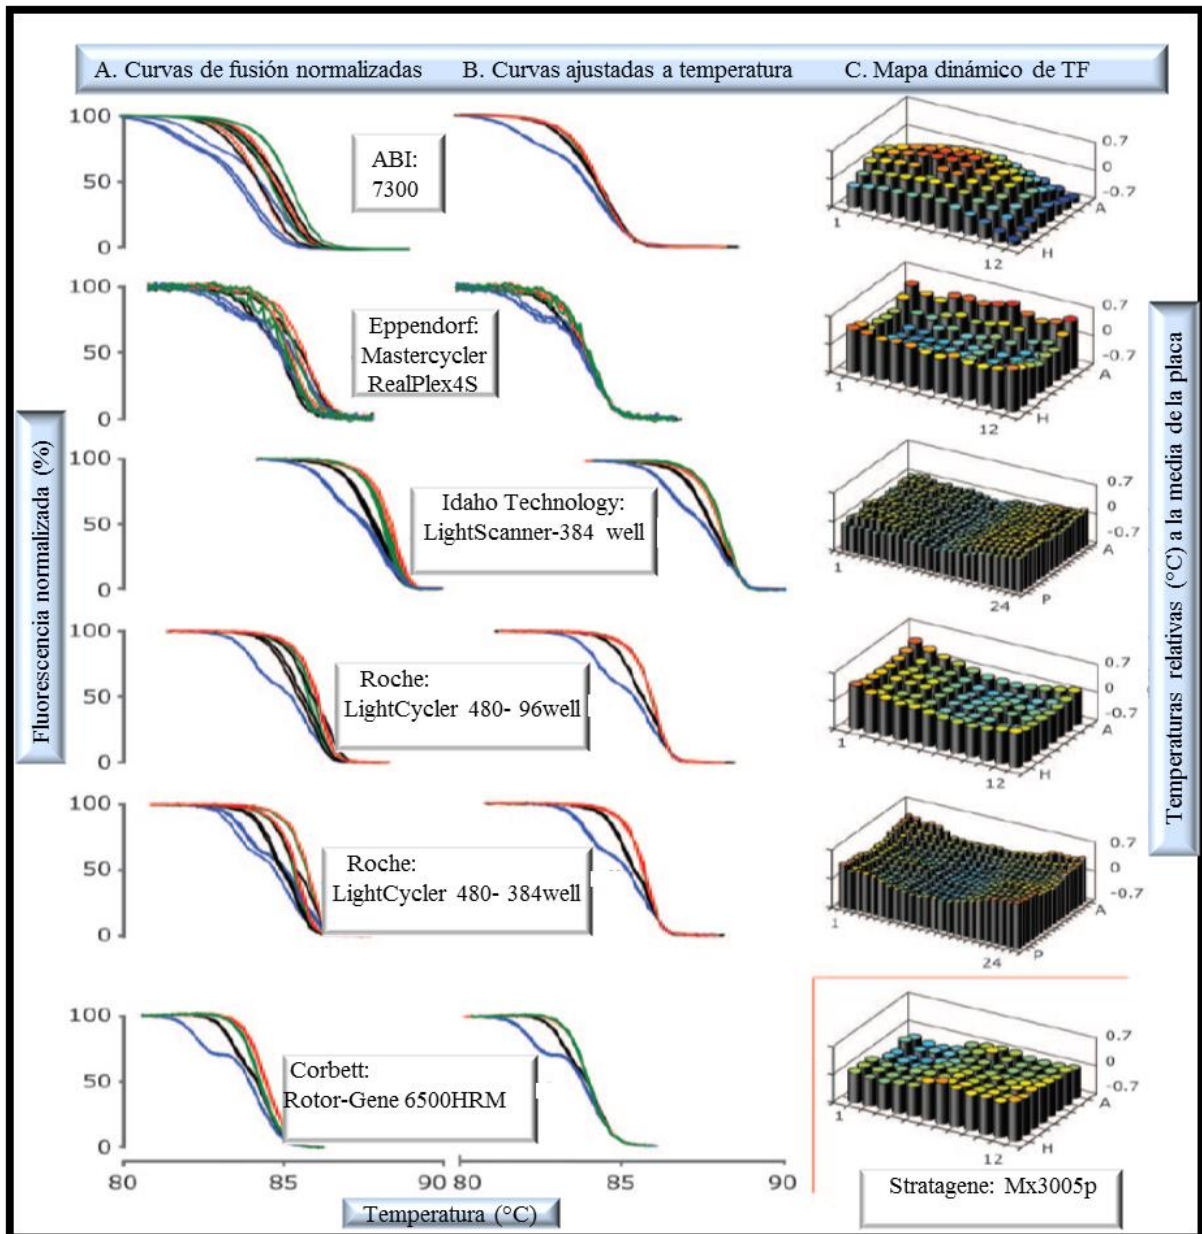 A. Curvas de fusión normalizadas
B. Curvas ajustadas a temperatura
C. Mapa dinámico de TF
Fluorescencia normalizada (%)
Temperaturas relativas (°C) a la media de la placa
100
50
0
ABI:
7300
0.7
0
-0.7
1
12
H
A
100
50
0
Eppendorf:
Mastercycler
RealPlex4S
0.7
0
-0.7
1
12
H
A
100
50
0
Idaho Technology:
LightScanner-384 well
0.7
0
-0.7
1
24
P
A
100
50
0
Roche:
LightCycler 480- 96well
0.7
0
-0.7
1
12
H
A
100
50
0
Roche:
LightCycler 480- 384well
0.7
0
-0.7
1
24
P
A
100
50
0
Corbett:
Rotor-Gene 6500HRM
0.7
0
-0.7
1
12
H
A
80
85
90
80
85
90
Temperatura (°C)
Stratagene: Mx3005p